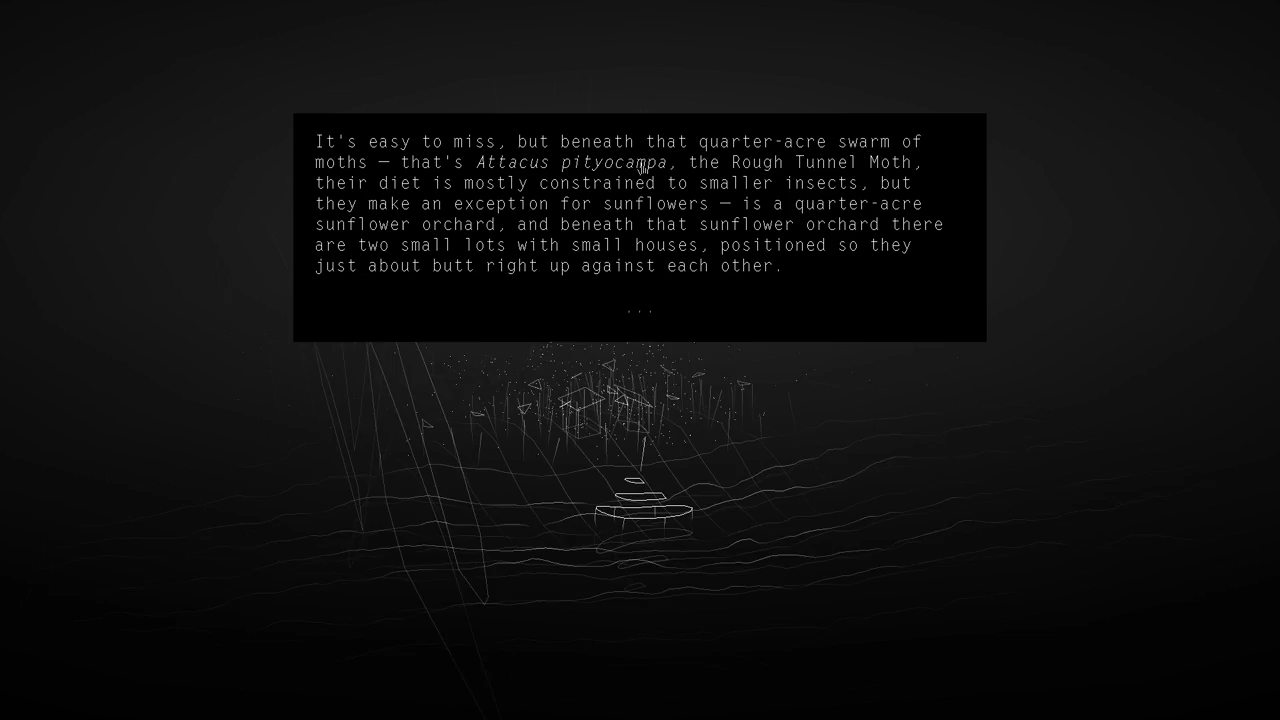 It's easy to miss, but beneath that quarter-acre swarm of
moths — that's Attacus pityocampa, the Rough Tunnel Moth,
their diet is mostly constrained to smaller insects, but
they make an exception for sunflowers — is a quarter-acre
sunflower orchard, and beneath that sunflower orchard there
are two small lots with small houses, positioned so they
just about butt right up against each other.
...